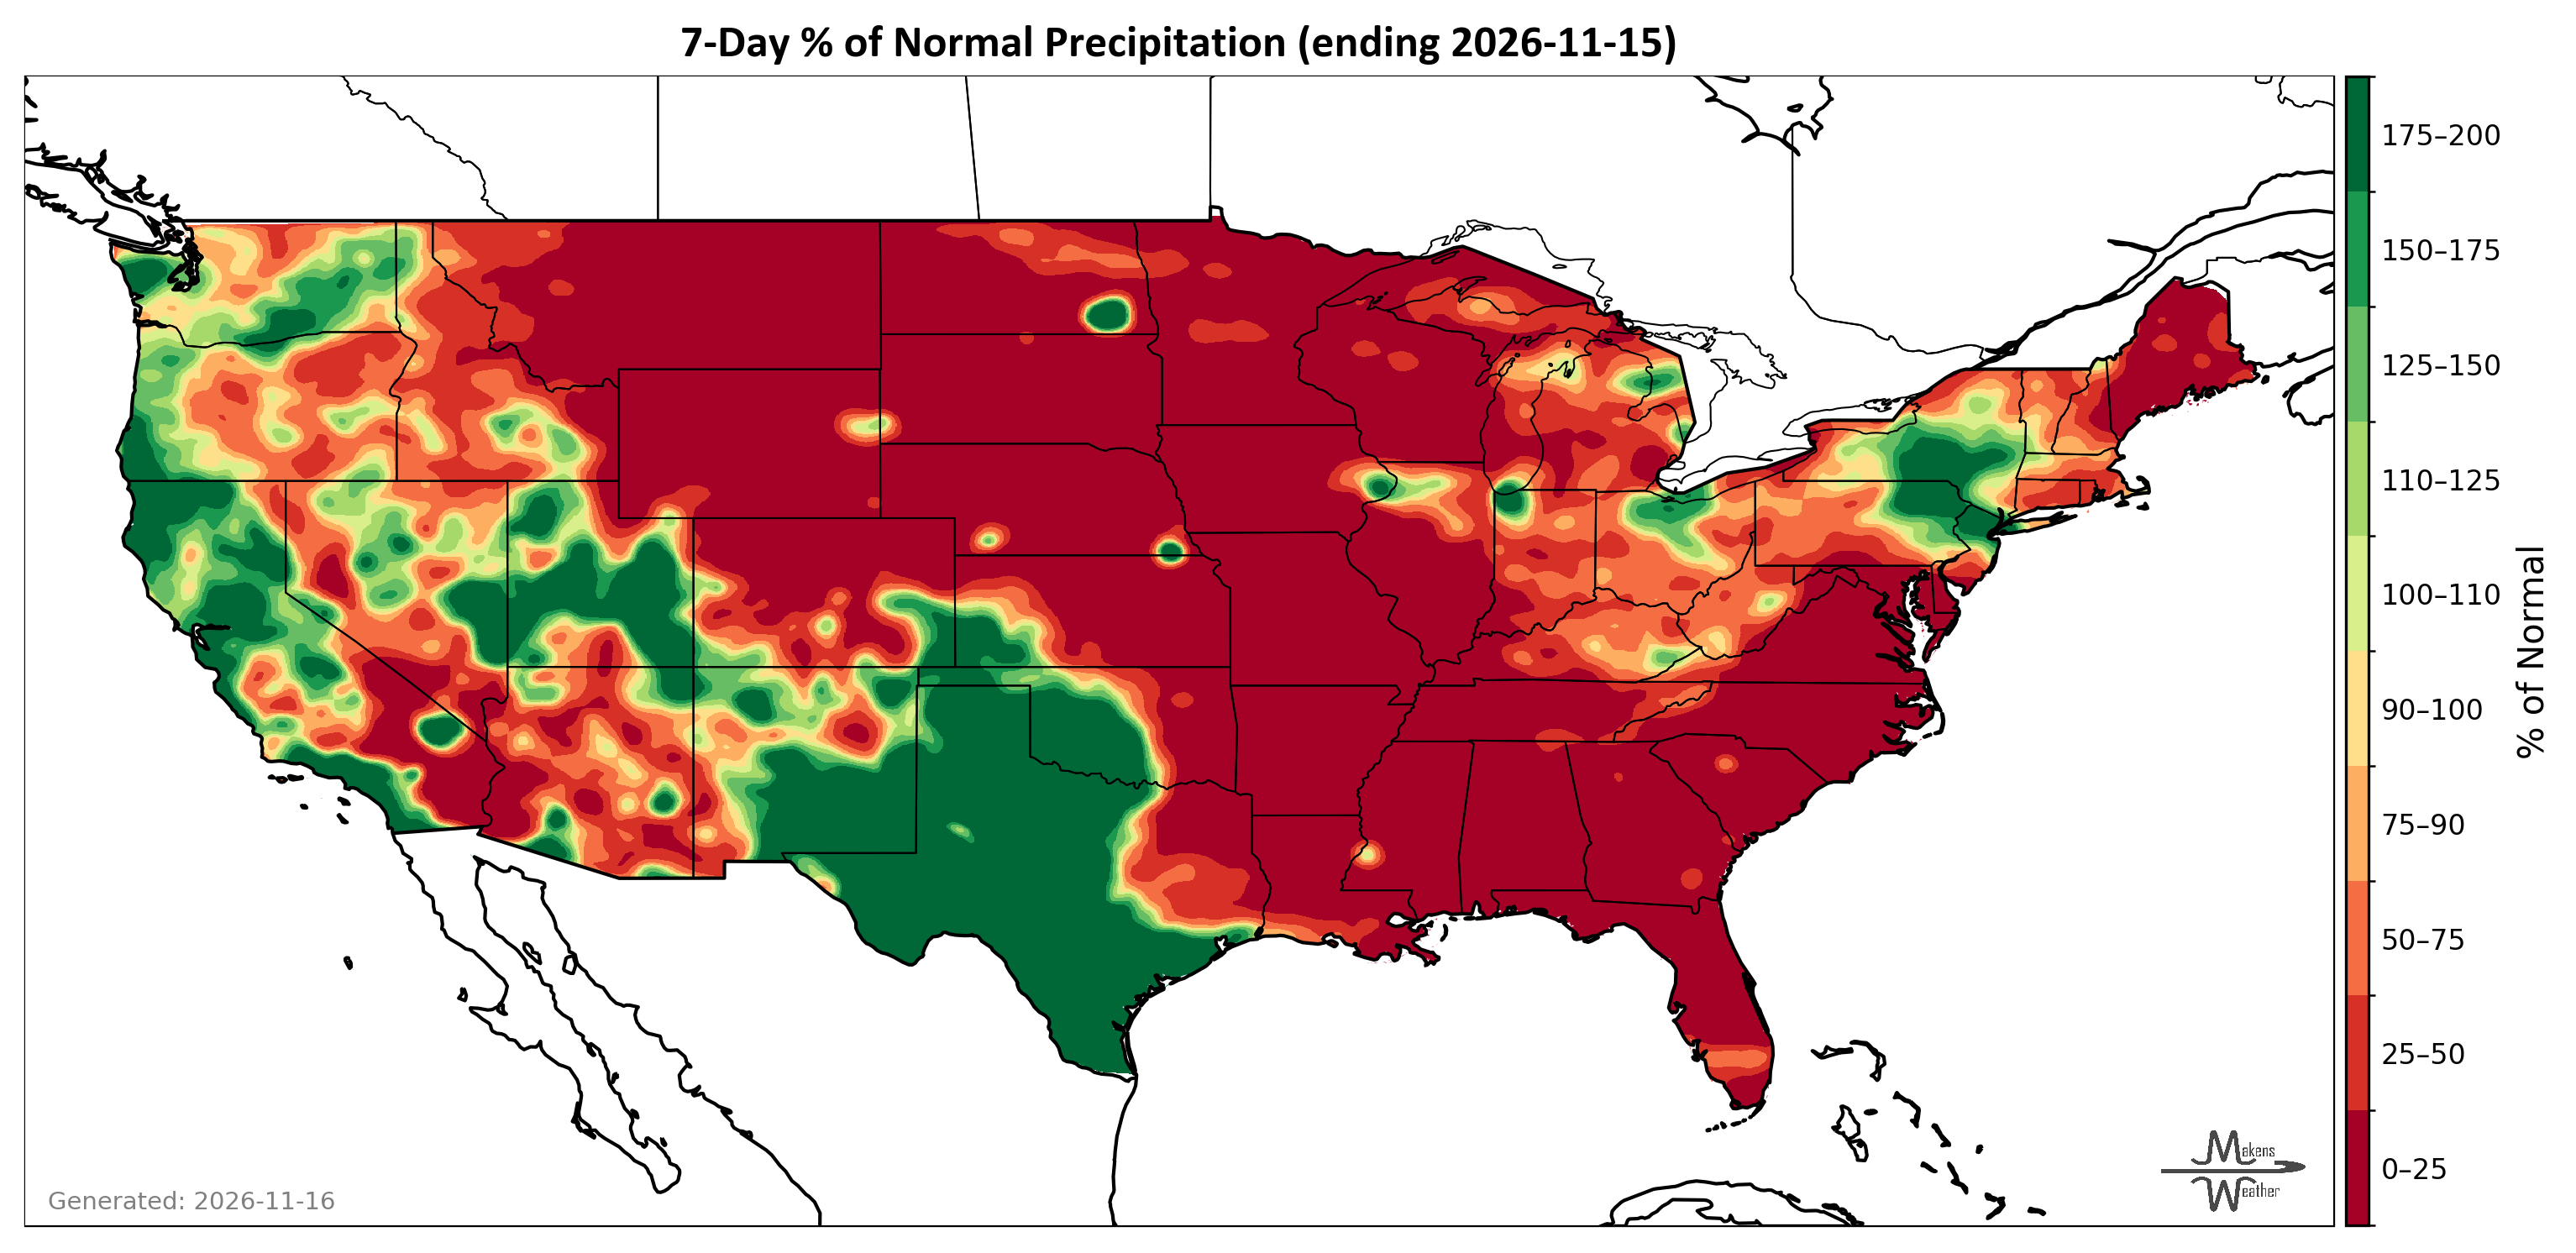 7-Day % of Normal Precipitation (ending 2026-11-15)
175–200
150–175
125–150
110–125
100–110
90–100
75–90
50–75
25–50
0–25
% of Normal
Generated: 2026-11-16
Makens
Weather